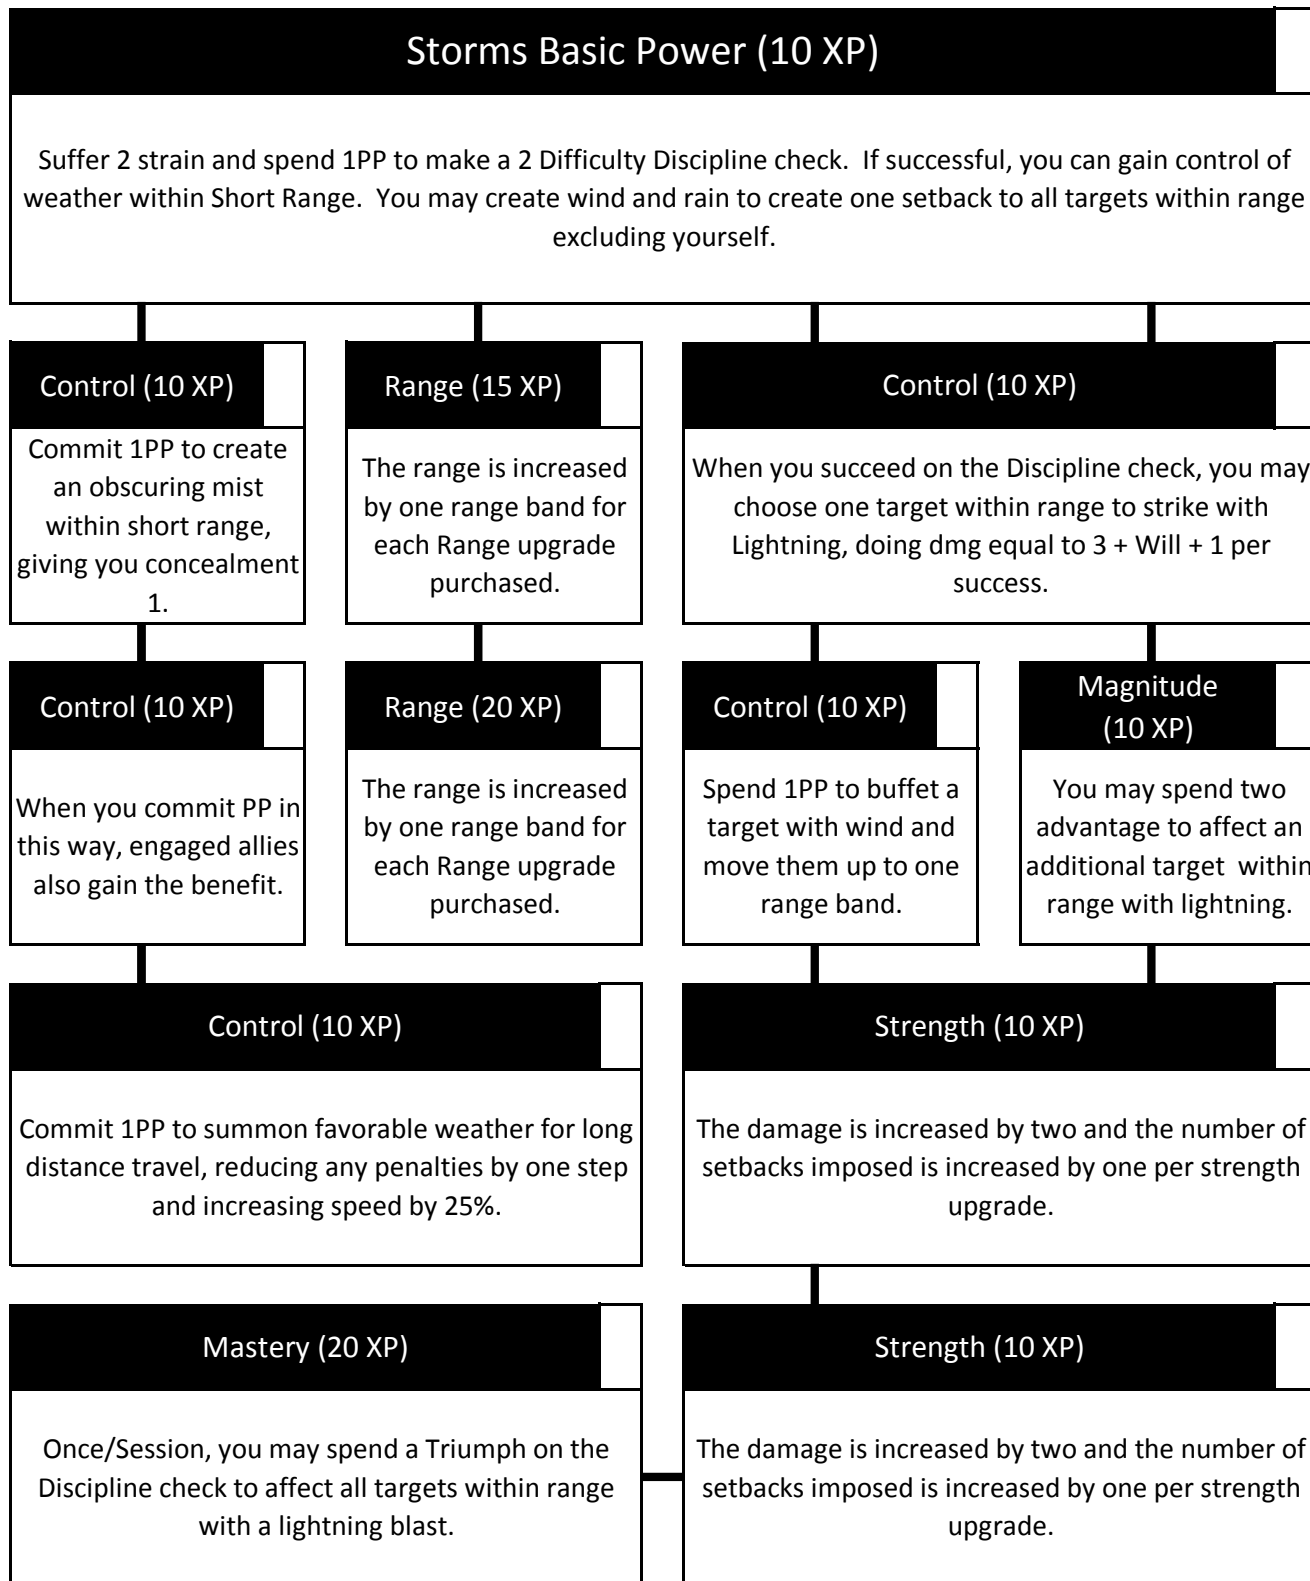 Storms Basic Power (10 XP)
Suffer 2 strain and spend 1PP to make a 2 Difficulty Discipline check.  If successful, you can gain control of
weather within Short Range.  You may create wind and rain to create one setback to all targets within range
excluding yourself.
Control (10 XP)
Commit 1PP to create
an obscuring mist
within short range,
giving you concealment
1.
Range (15 XP)
The range is increased
by one range band for
each Range upgrade
purchased.
Control (10 XP)
When you succeed on the Discipline check, you may
choose one target within range to strike with
Lightning, doing dmg equal to 3 + Will + 1 per
success.
Control (10 XP)
When you commit PP in
this way, engaged allies
also gain the benefit.
Range (20 XP)
The range is increased
by one range band for
each Range upgrade
purchased.
Control (10 XP)
Spend 1PP to buffet a
target with wind and
move them up to one
range band.
Magnitude
(10 XP)
You may spend two
advantage to affect an
additional target  within
range with lightning.
Control (10 XP)
Commit 1PP to summon favorable weather for long
distance travel, reducing any penalties by one step
and increasing speed by 25%.
Strength (10 XP)
The damage is increased by two and the number of
setbacks imposed is increased by one per strength
upgrade.
Mastery (20 XP)
Once/Session, you may spend a Triumph on the
Discipline check to affect all targets within range
with a lightning blast.
Strength (10 XP)
The damage is increased by two and the number of
setbacks imposed is increased by one per strength
upgrade.